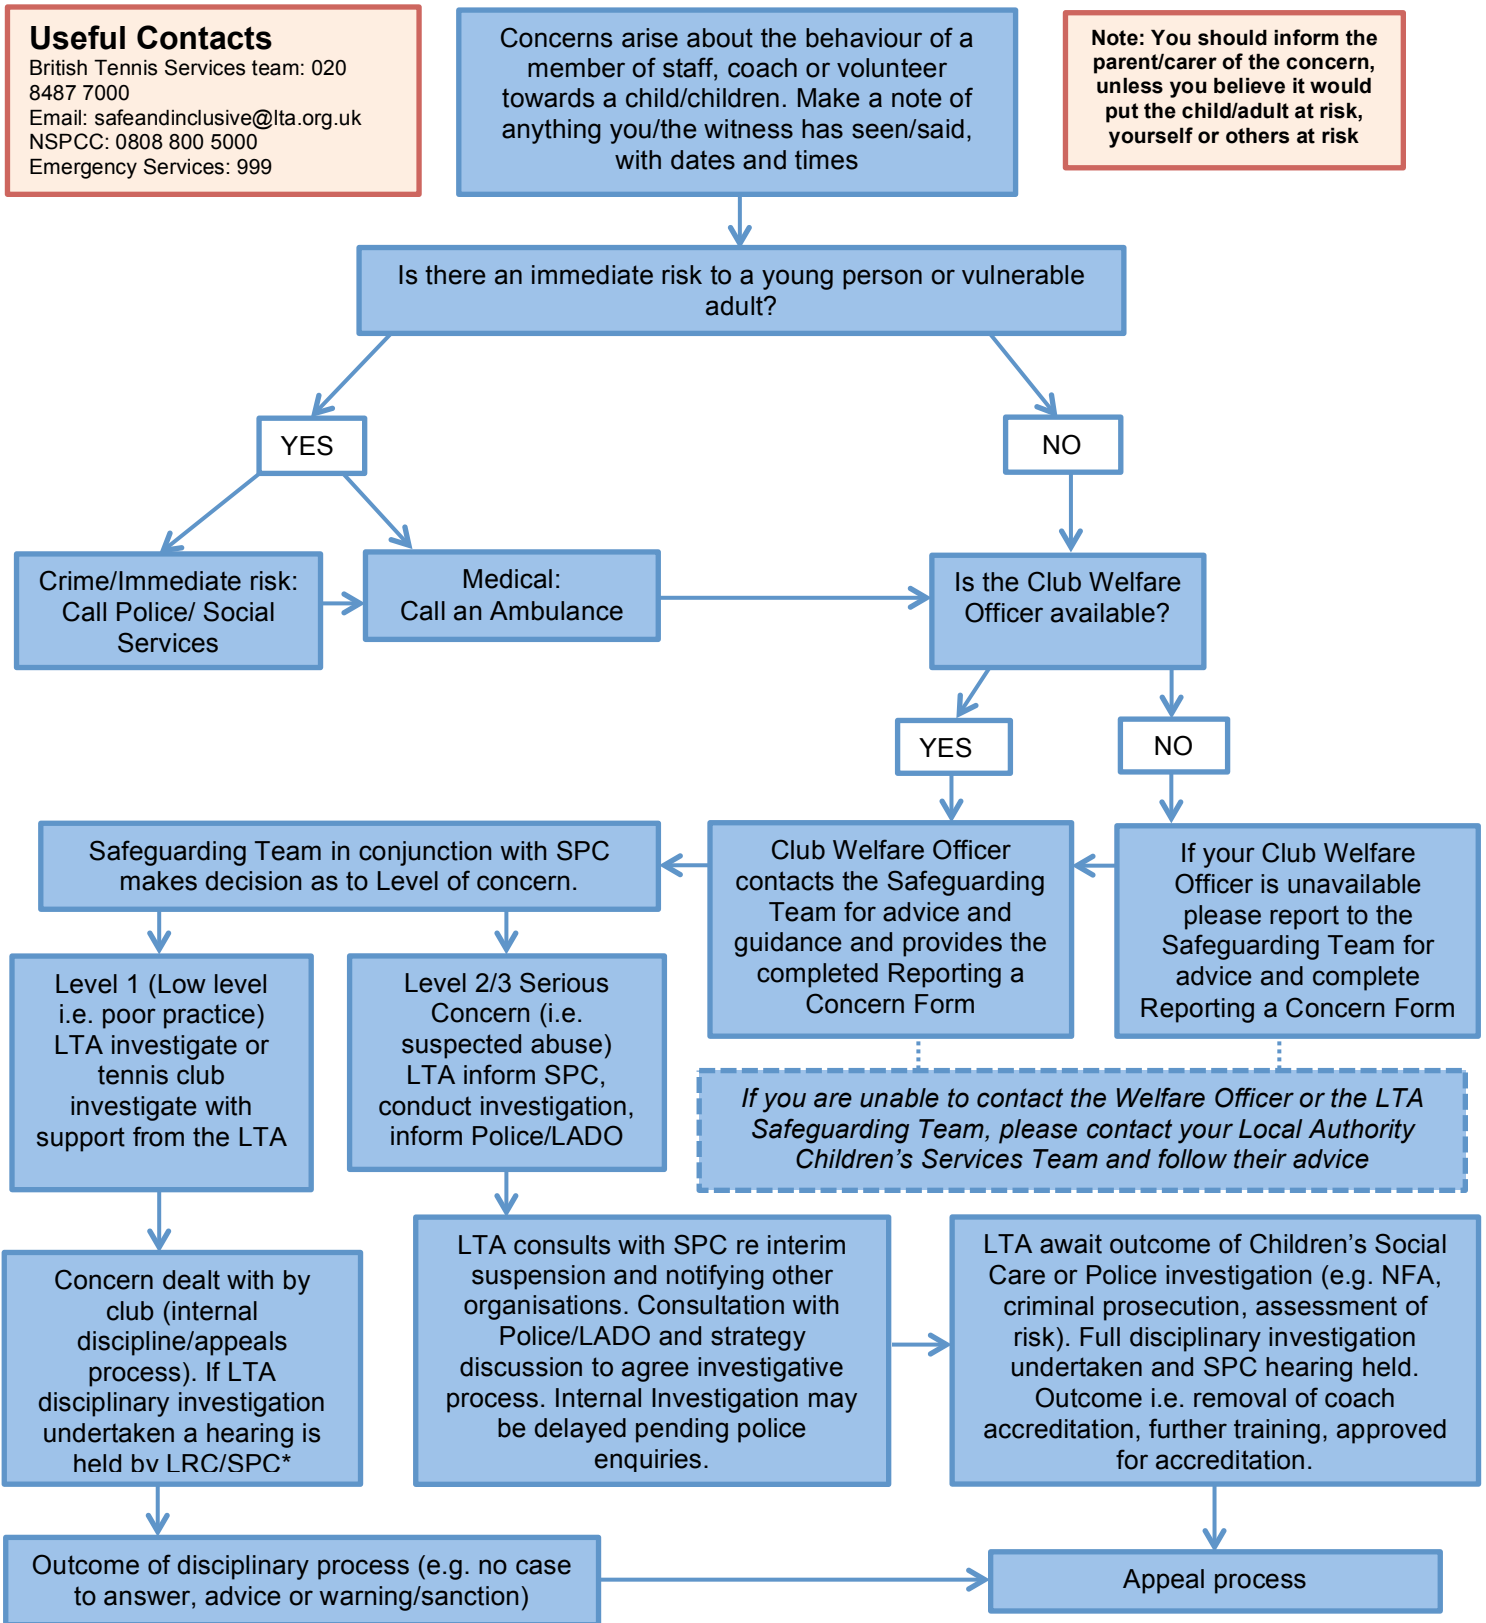 Useful Contacts
British Tennis Services team: 020
8487 7000
Email: safeandinclusive@lta.org.uk
NSPCC: 0808 800 5000
Emergency Services: 999
Concerns arise about the behaviour of a
member of staff, coach or volunteer
towards a child/children. Make a note of
anything you/the witness has seen/said,
with dates and times
Note: You should inform the
parent/carer of the concern,
unless you believe it would
put the child/adult at risk,
yourself or others at risk
Is there an immediate risk to a young person or vulnerable
adult?
YES
NO
Crime/Immediate risk:
Call Police/ Social
Services
Medical:
Call an Ambulance
Is the Club Welfare
Officer available?
YES
NO
Safeguarding Team in conjunction with SPC
makes decision as to Level of concern.
Club Welfare Officer
contacts the Safeguarding
Team for advice and
guidance and provides the
completed Reporting a
Concern Form
If your Club Welfare
Officer is unavailable
please report to the
Safeguarding Team for
advice and complete
Reporting a Concern Form
Level 1 (Low level
i.e. poor practice)
LTA investigate or
tennis club
investigate with
support from the LTA
Level 2/3 Serious
Concern (i.e.
suspected abuse)
LTA inform SPC,
conduct investigation,
inform Police/LADO
If you are unable to contact the Welfare Officer or the LTA
Safeguarding Team, please contact your Local Authority
Children’s Services Team and follow their advice
Concern dealt with by
club (internal
discipline/appeals
process). If LTA
disciplinary investigation
undertaken a hearing is
held by LRC/SPC*
LTA consults with SPC re interim
suspension and notifying other
organisations. Consultation with
Police/LADO and strategy
discussion to agree investigative
process. Internal Investigation may
be delayed pending police
enquiries.
LTA await outcome of Children’s Social
Care or Police investigation (e.g. NFA,
criminal prosecution, assessment of
risk). Full disciplinary investigation
undertaken and SPC hearing held.
Outcome i.e. removal of coach
accreditation, further training, approved
for accreditation.
Outcome of disciplinary process (e.g. no case
to answer, advice or warning/sanction)
Appeal process